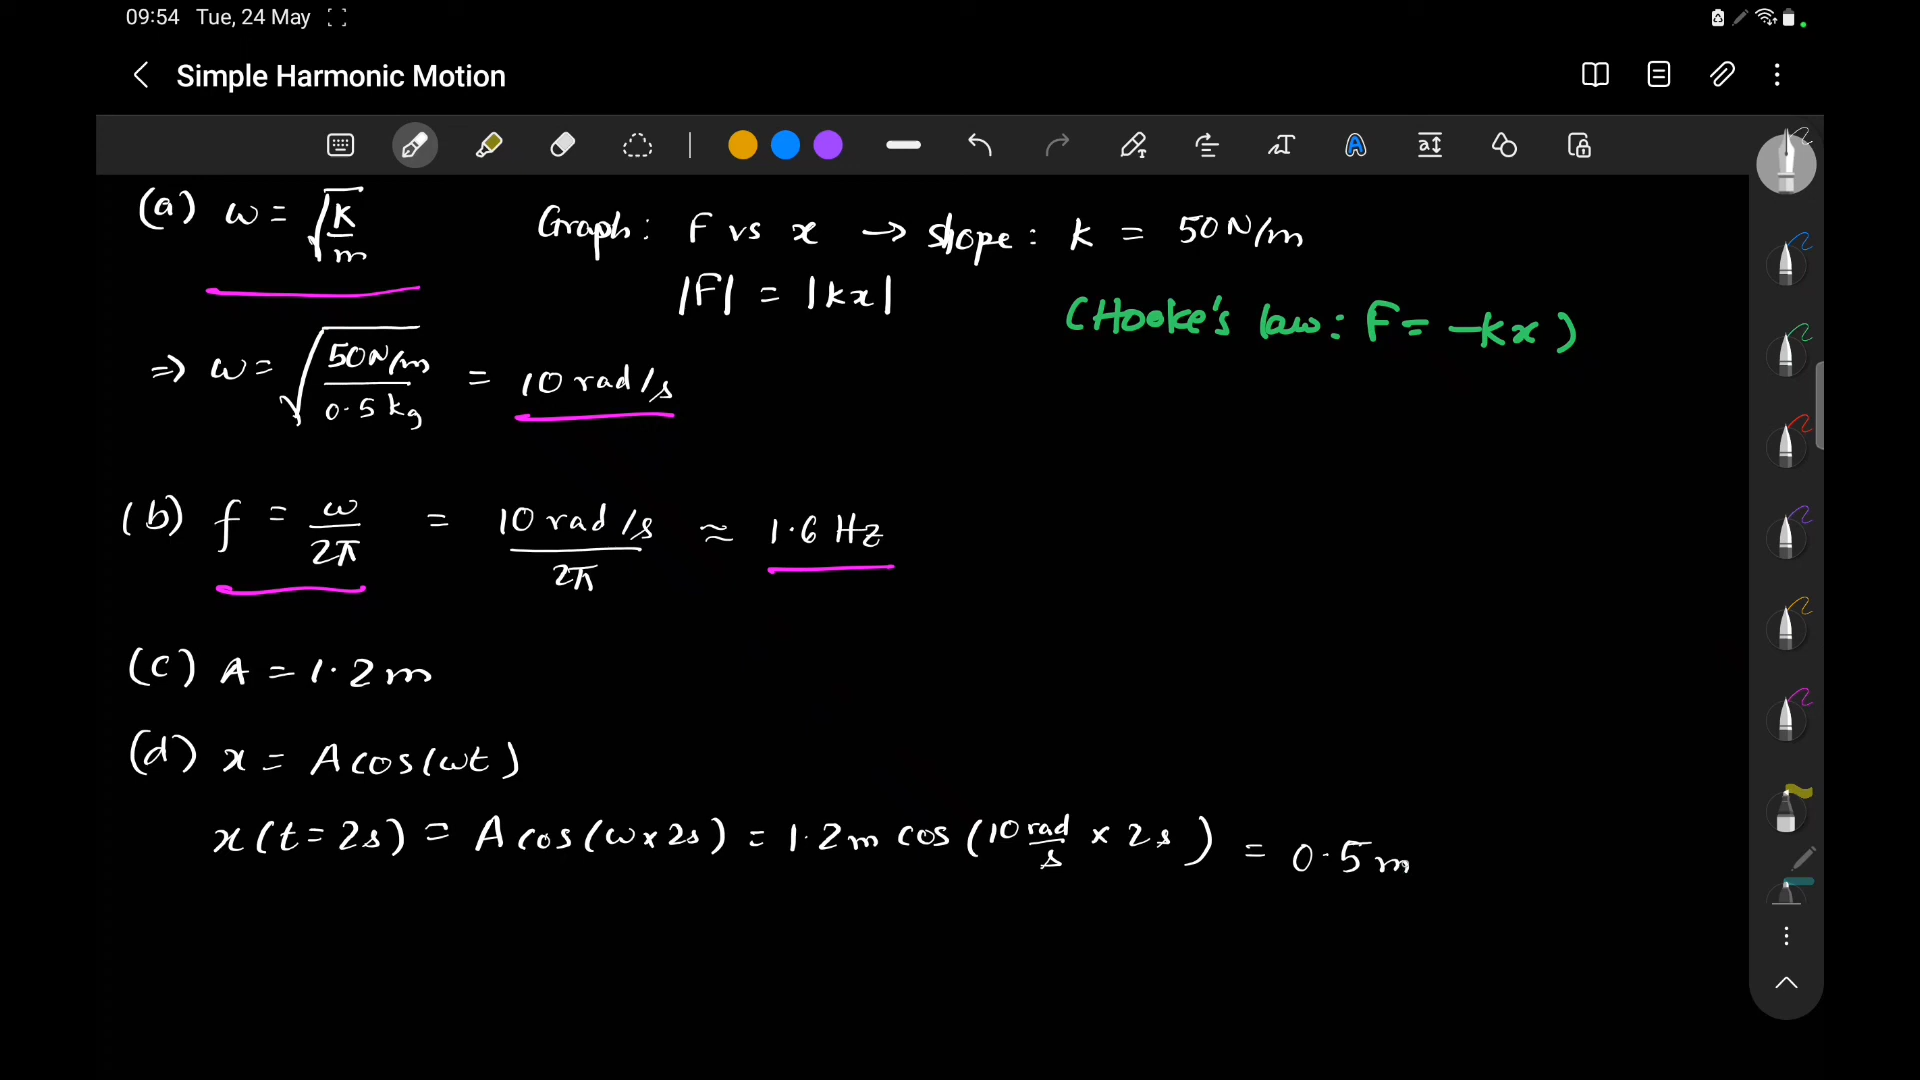 09:54 Tue, 24 May
Simple Harmonic Motion
(a) ω = √(k/m) Graph: F vs x → slope: k = 50 N/m
|F| = |kx| (Hooke's law: F = -kx)
⇒ ω = √(50 N/m / 0.5 kg) = 10 rad/s
(b) f = ω/2π = 10 rad/s / 2π ≈ 1.6 Hz
(c) A = 1.2 m
(d) x = A cos(ωt)
x(t = 2s) = A cos(ω × 2s) = 1.2 m cos(10 rad/s × 2s) = 0.5 m